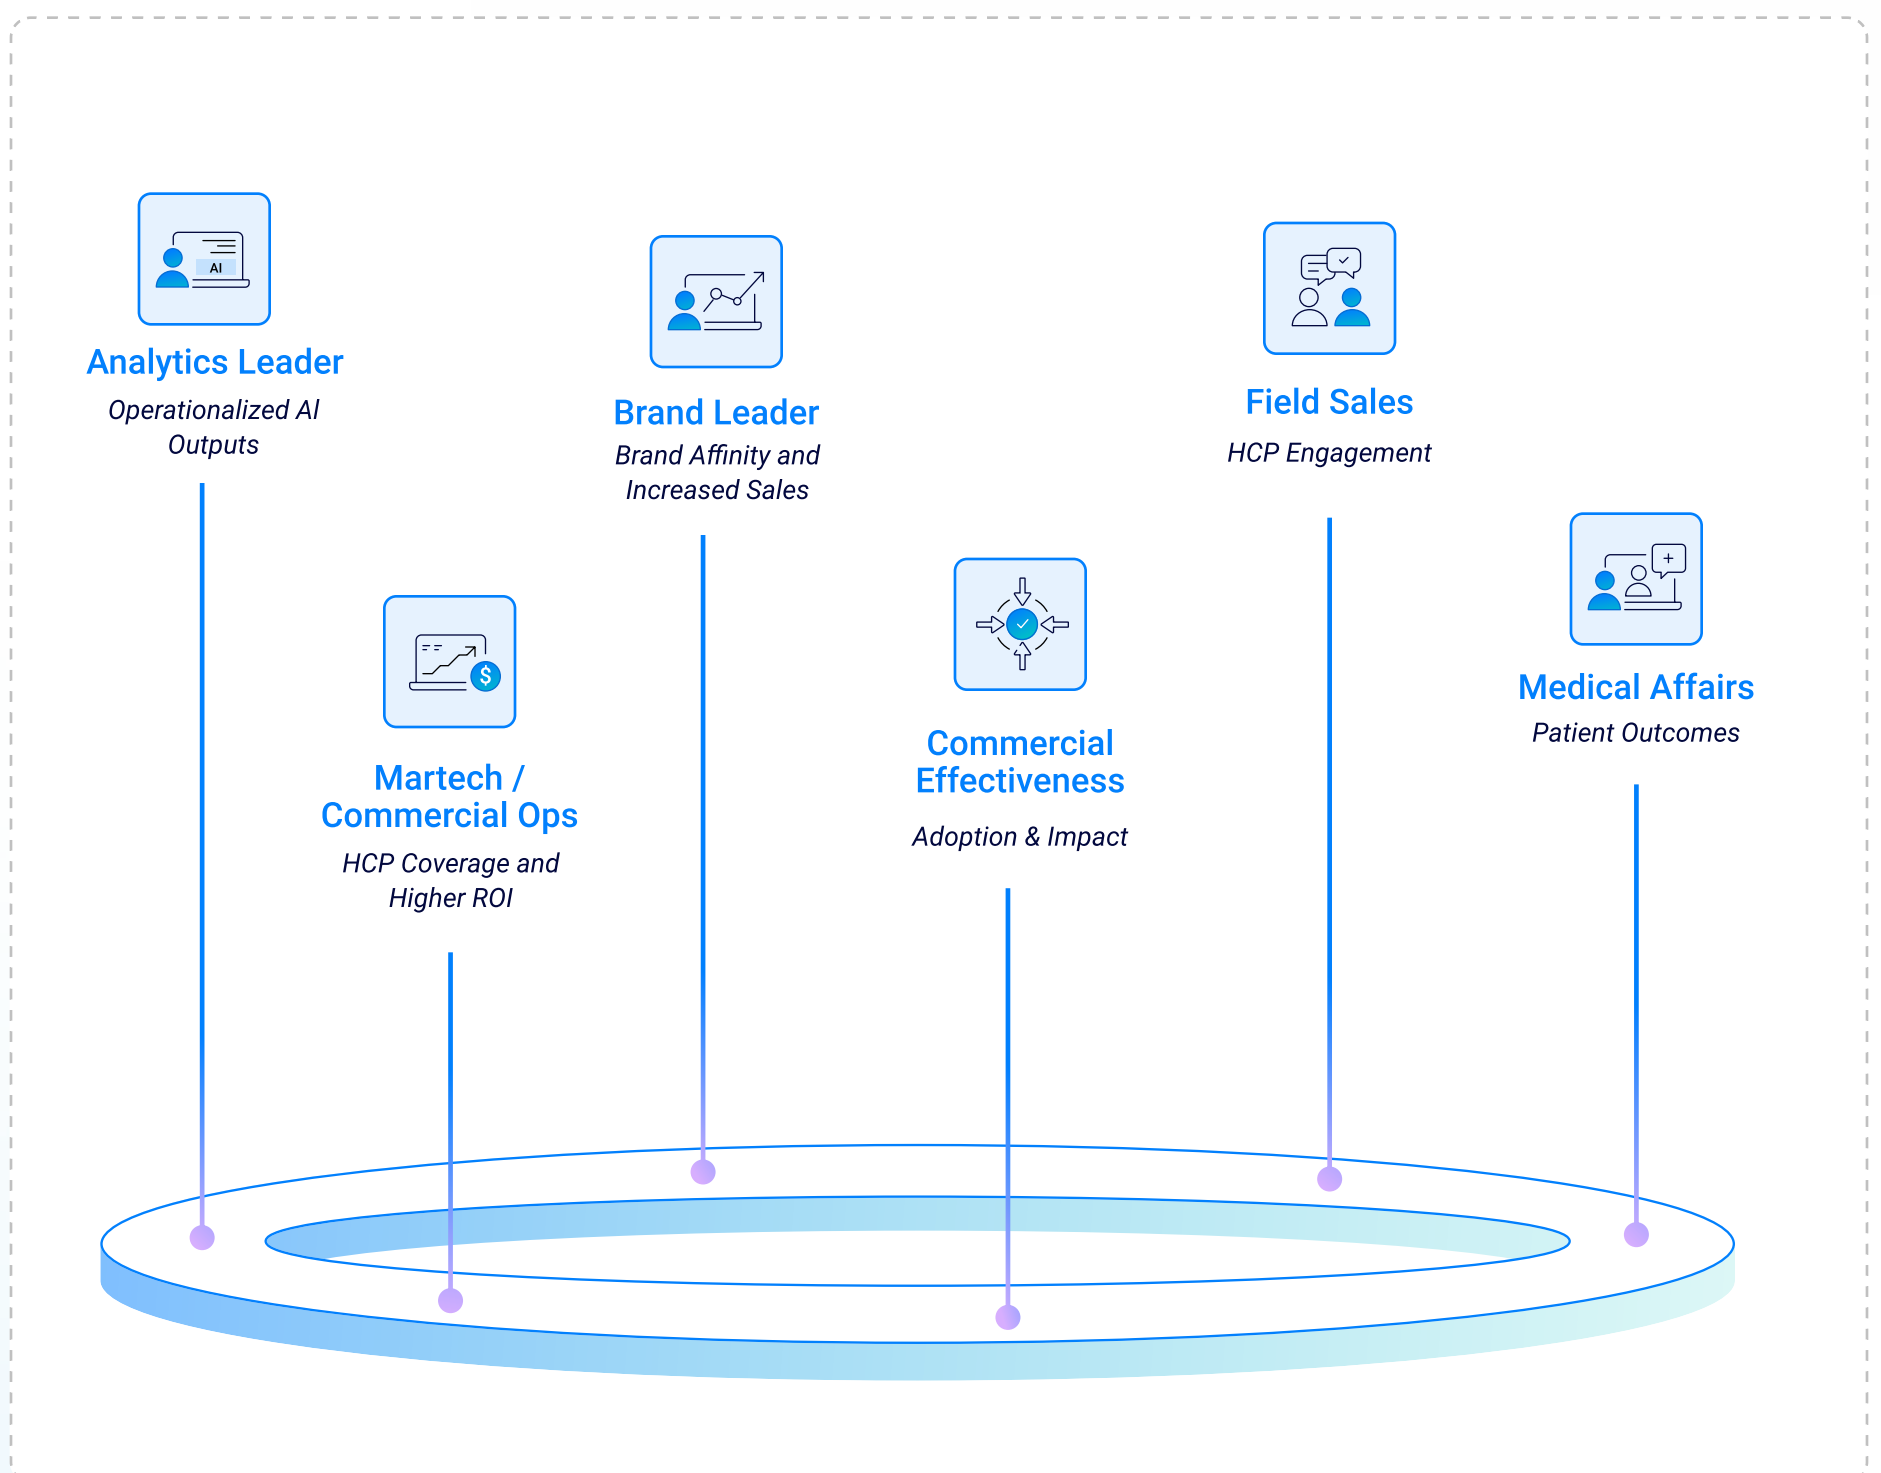 AI
Analytics Leader
Operationalized AI
Outputs
$
Martech /
Commercial Ops
HCP Coverage and
Higher ROI
Brand Leader
Brand Affinity and
Increased Sales
Commercial
Effectiveness
Adoption & Impact
Field Sales
HCP Engagement
Medical Affairs
Patient Outcomes